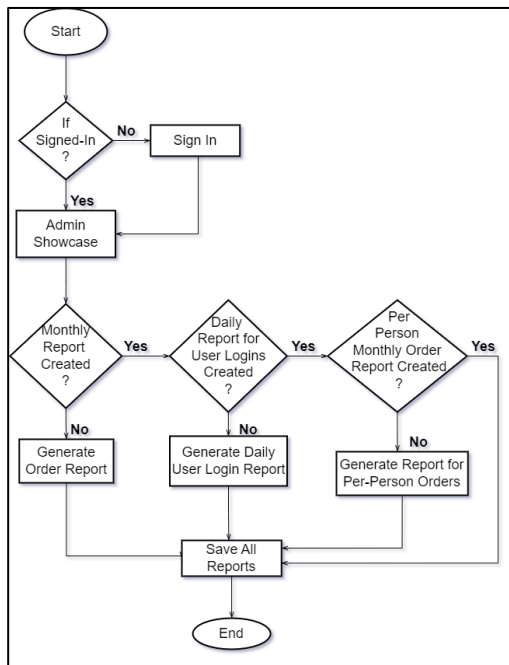 Start
If
Signed-In
?
No
Sign In
Yes
Admin
Showcase
Monthly
Report
Created
?
Yes
Daily
Report for
User Logins
Created
?
Yes
Per
Person
Monthly Order
Report Created
?
Yes
No
No
No
Generate
Order Report
Generate Daily
User Login Report
Generate Report for
Per-Person Orders
Save All
Reports
End